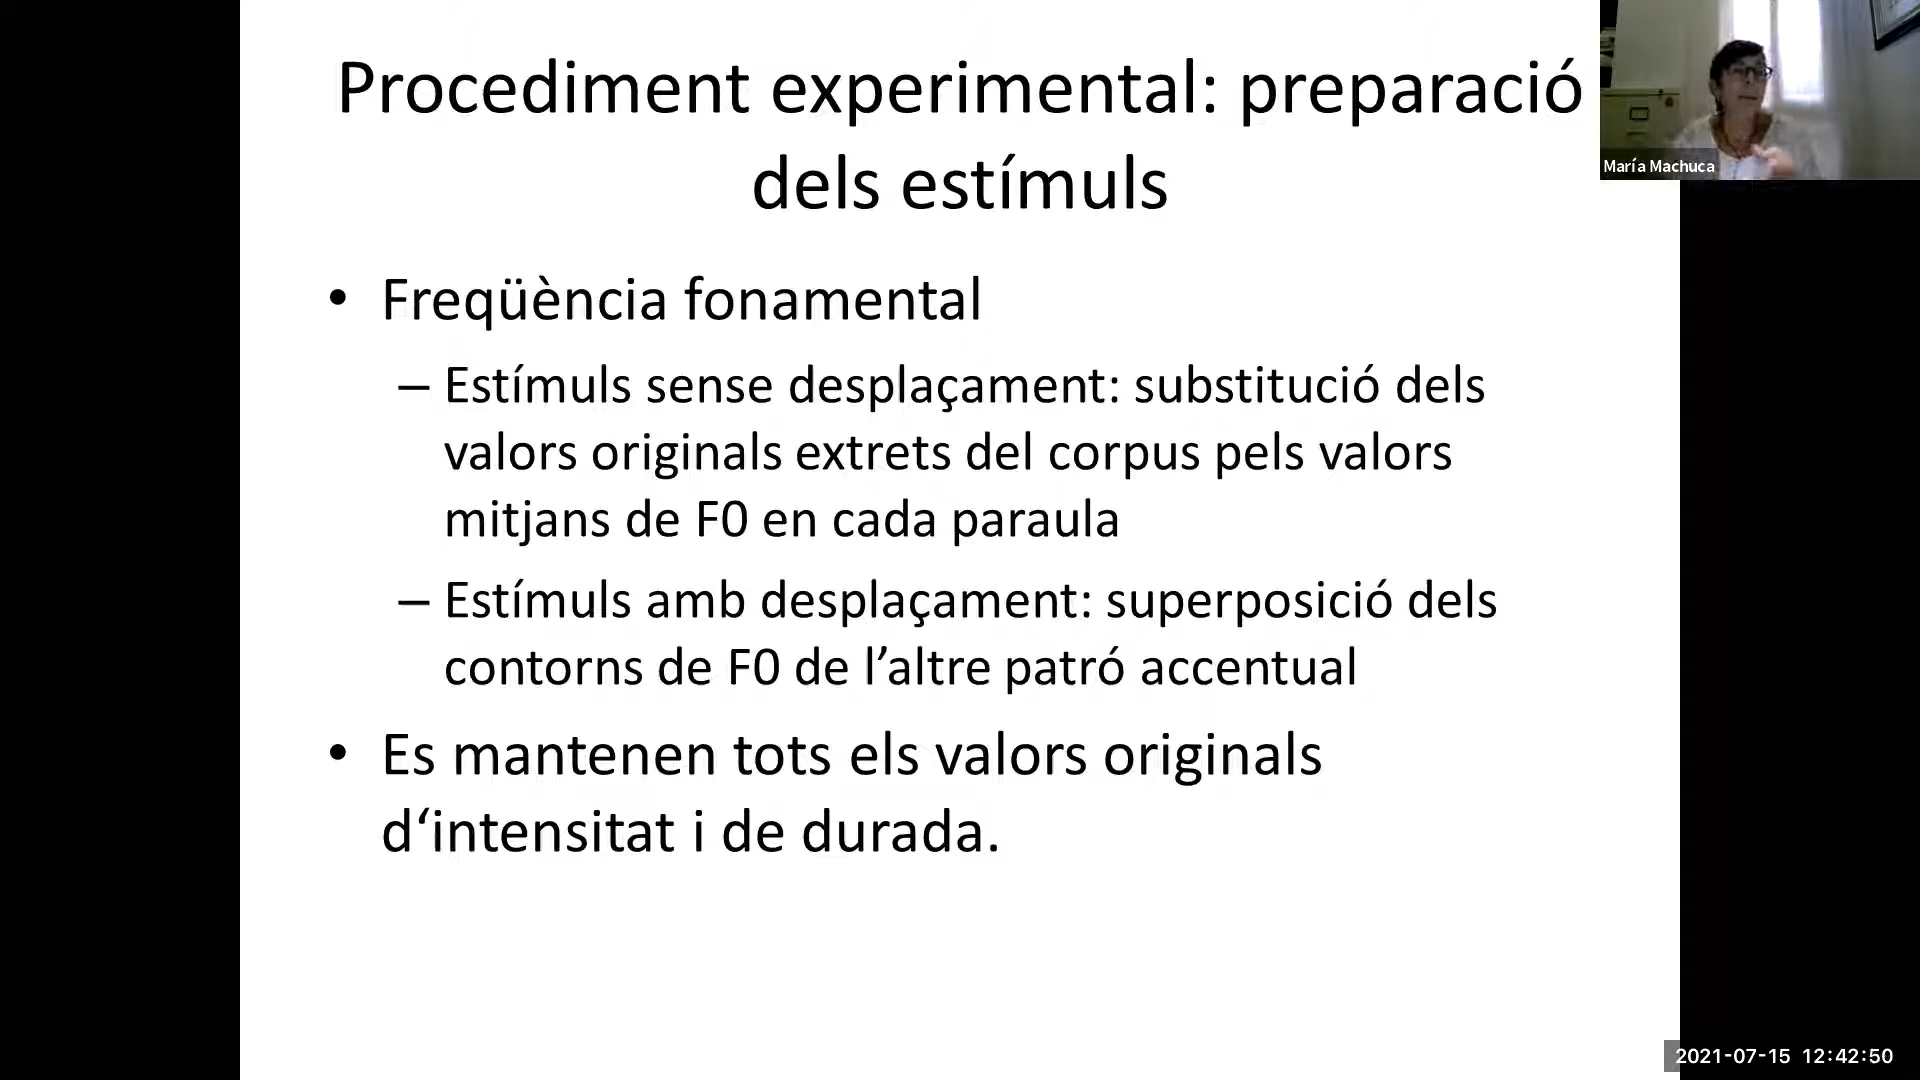 Procediment experimental: preparació
dels estímuls
• Freqüència fonamental
– Estímuls sense desplaçament: substitució dels
valors originals extrets del corpus pels valors
mitjans de F0 en cada paraula
– Estímuls amb desplaçament: superposició dels
contorns de F0 de l’altre patró accentual
• Es mantenen tots els valors originals
d‘intensitat i de durada.
María Machuca
2021-07-15 12:42:50